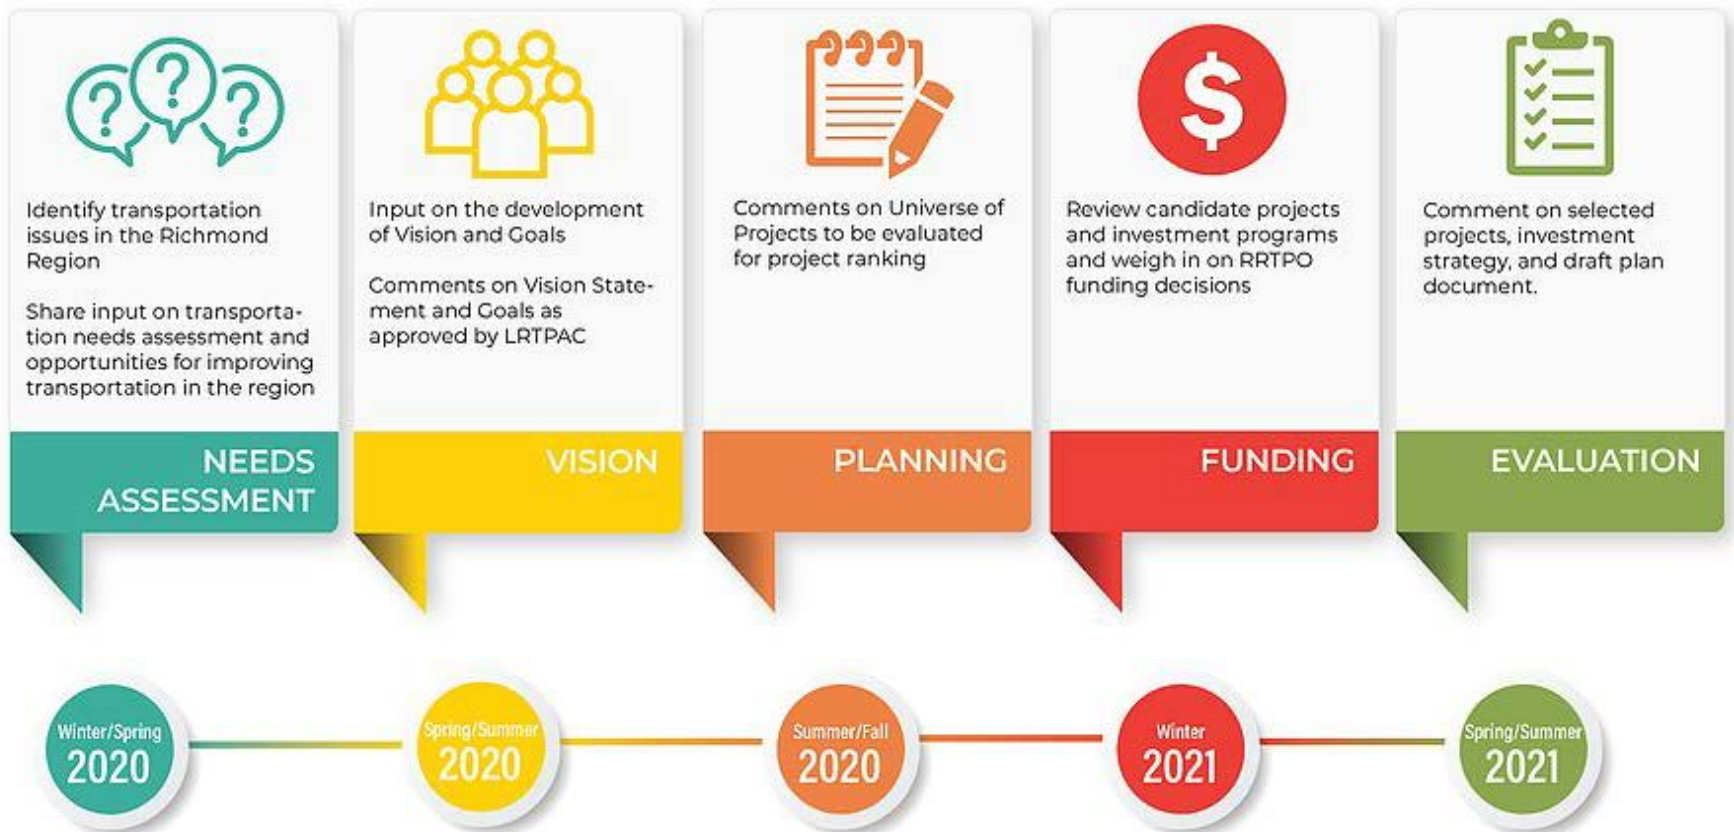 Identify transportation
issues in the Richmond
Region
Share input on transporta-
tion needs assessment and
opportunities for improving
transportation in the region
NEEDS
ASSESSMENT
Input on the development
of Vision and Goals
Comments on Vision State-
ment and Goals as
approved by LRTPAC
VISION
Comments on Universe of
Projects to be evaluated
for project ranking
PLANNING
Review candidate projects
and investment programs
and weigh in on RRTPO
funding decisions
FUNDING
Comment on selected
projects, investment
strategy, and draft plan
document.
EVALUATION
Winter/Spring
2020
Spring/Summer
2020
Summer/Fall
2020
Winter
2021
Spring/Summer
2021